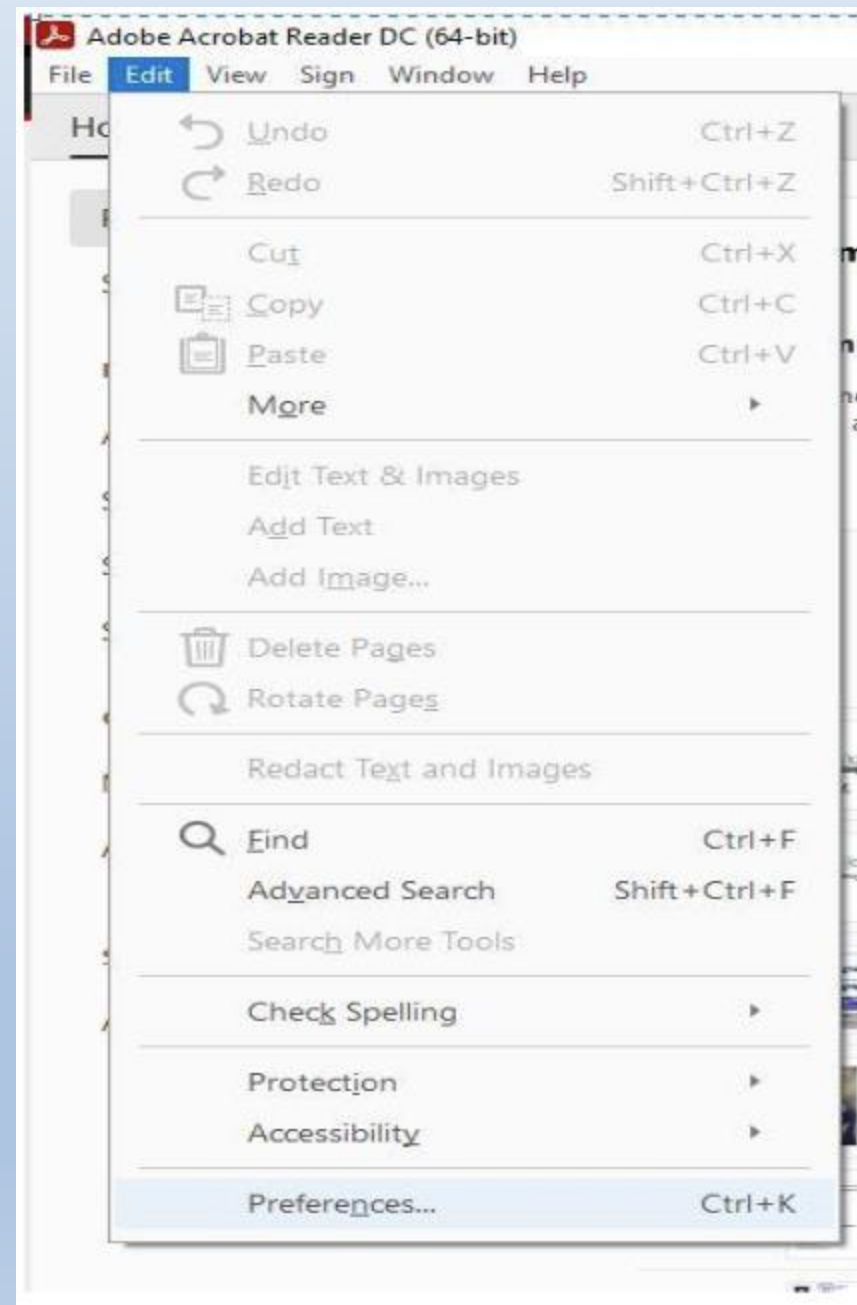 Adobe Acrobat Reader DC (64-bit)
File Edit View Sign Window Help
Undo Ctrl+Z
Redo Shift+Ctrl+Z
Cut Ctrl+X
Copy Ctrl+C
Paste Ctrl+V
More
Edit Text & Images
Add Text
Add Image...
Delete Pages
Rotate Pages
Redact Text and Images
Find Ctrl+F
Advanced Search Shift+Ctrl+F
Search More Tools
Check Spelling
Protection
Accessibility
Preferences... Ctrl+K